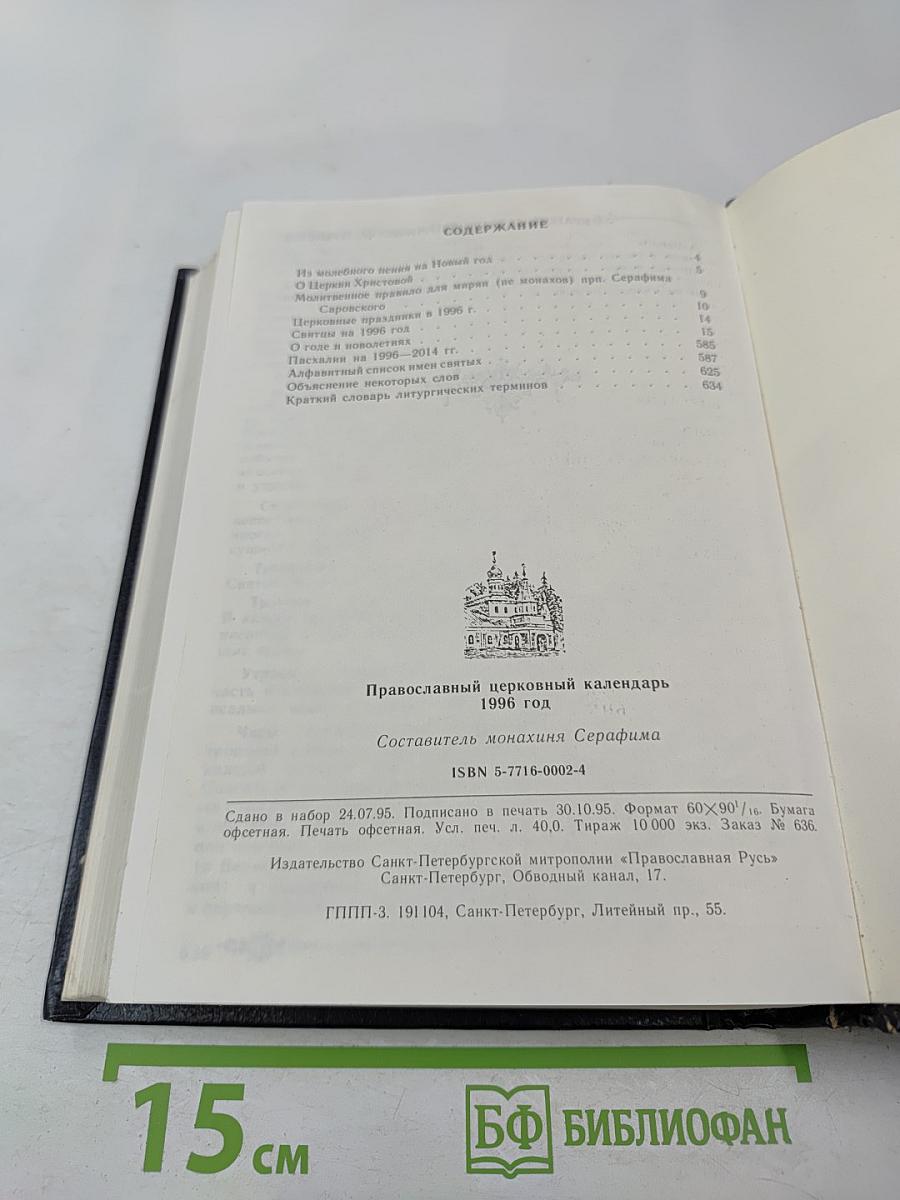 СОДЕРЖАНИЕ
Из молебного пения на Новый год . . . . . . . . . . 4
О Церкви Христовой . . . . . . . . . . 5
Молитвенное правило для мирян (не монахов) прп. Серафима
Саровского . . . . . . . . . . 9
Церковные праздники в 1996 г. . . . . . . . . . . 10
Святцы на 1996 год . . . . . . . . . . 14
О годе и новолетиях . . . . . . . . . . 15
Пасхалии на 1996—2014 гг. . . . . . . . . . . 585
Алфавитный список имен святых . . . . . . . . . . 587
Объяснение некоторых слов . . . . . . . . . . 625
Краткий словарь литургических терминов . . . . . . . . . . 634
Православный церковный календарь
1996 год
Составитель монахиня Серафима
ISBN 5-7716-0002-4
Сдано в набор 24.07.95. Подписано в печать 30.10.95. Формат 60×90¹/₁₆. Бумага
офсетная. Печать офсетная. Усл. печ. л. 40,0. Тираж 10 000 экз. Заказ № 636.
Издательство Санкт-Петербургской митрополии «Православная Русь»
Санкт-Петербург, Обводный канал, 17.
ГППП-3. 191104, Санкт-Петербург, Литейный пр., 55.
15 см
БФ БИБЛИОФАН